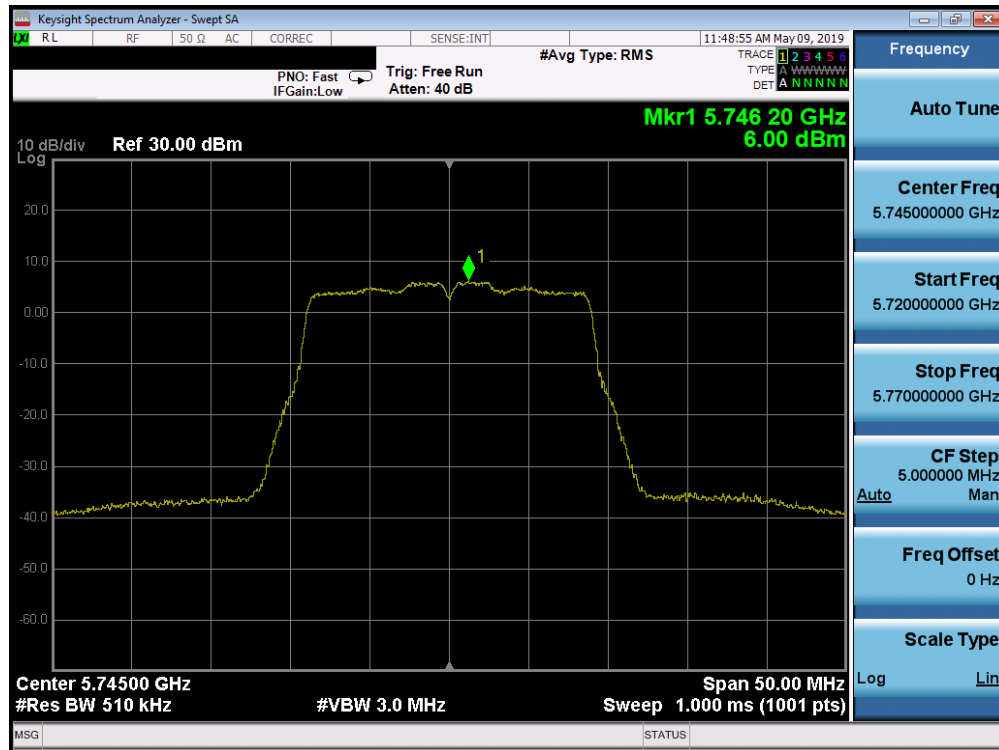 Keysight Spectrum Analyzer - Swept SA
LXI RL RF 50 Ω AC CORREC SENSE:INT 11:48:55 AM May 09, 2019
#Avg Type: RMS TRACE 1 2 3 4 5 6
PNO: Fast Trig: Free Run TYPE A WWWWW
IFGain:Low Atten: 40 dB DET A N N N N N
Mkr1 5.746 20 GHz
6.00 dBm
10 dB/div Ref 30.00 dBm
Log
1
20.0
10.0
0.00
-10.0
-20.0
-30.0
-40.0
-50.0
-60.0
Center 5.74500 GHz Span 50.00 MHz
#Res BW 510 kHz #VBW 3.0 MHz Sweep 1.000 ms (1001 pts)
MSG STATUS
Frequency
Auto Tune
Center Freq
5.745000000 GHz
Start Freq
5.720000000 GHz
Stop Freq
5.770000000 GHz
CF Step
5.000000 MHz
Auto Man
Freq Offset
0 Hz
Scale Type
Log Lin